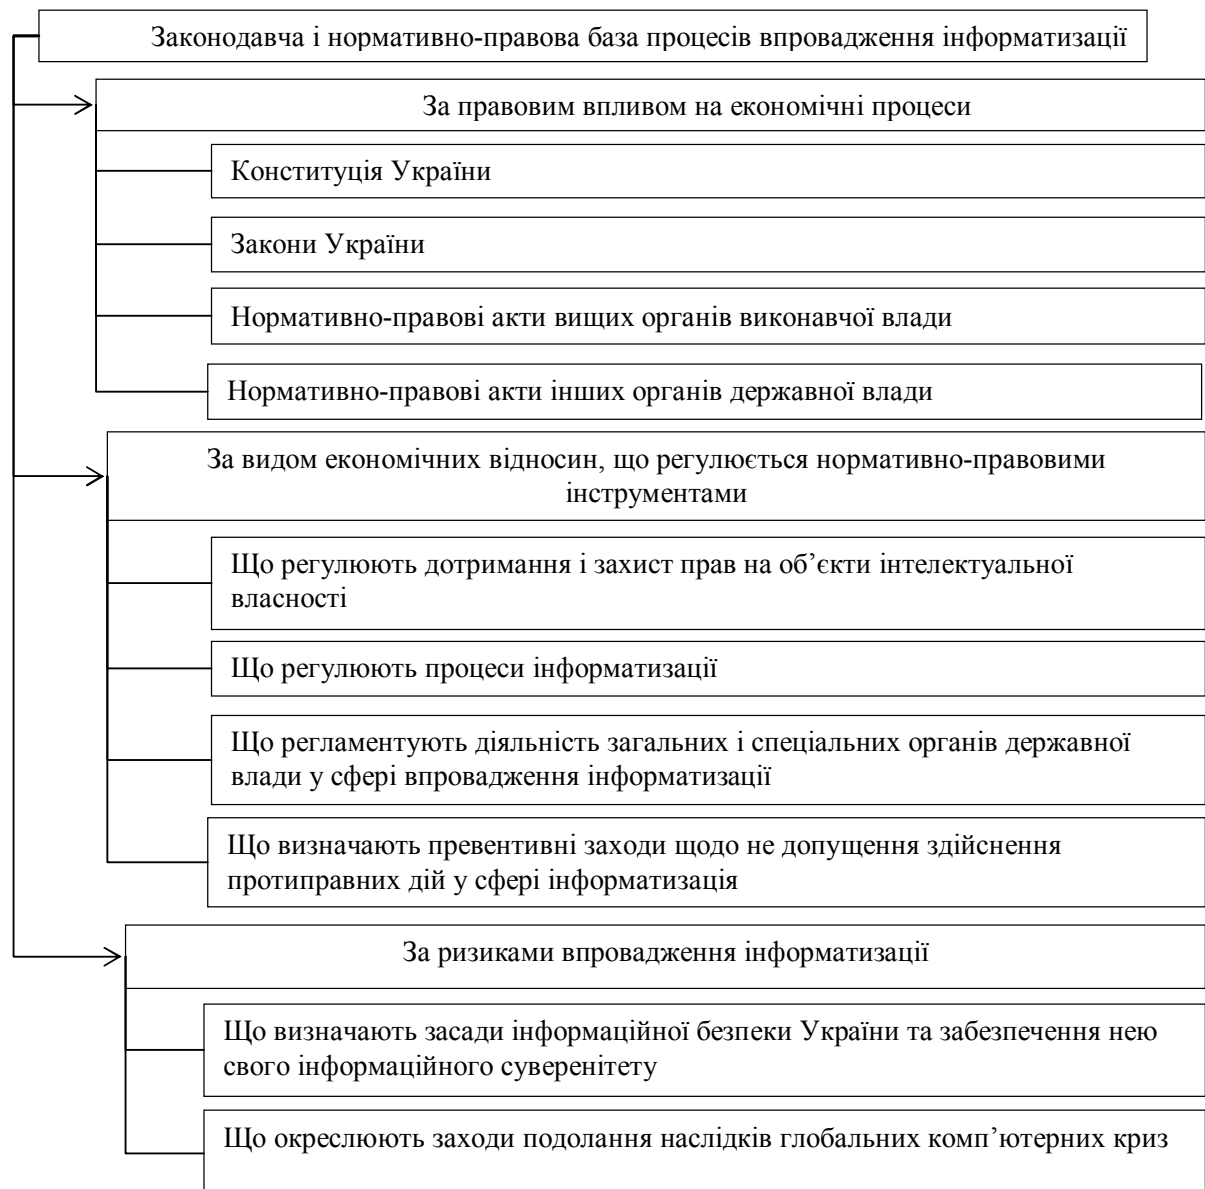 Законодавча і нормативно-правова база процесів впровадження інформатизації
За правовим впливом на економічні процеси
Конституція України
Закони України
Нормативно-правові акти вищих органів виконавчої влади
Нормативно-правові акти інших органів державної влади
За видом економічних відносин, що регулюється нормативно-правовими
інструментами
Що регулюють дотримання і захист прав на об’єкти інтелектуальної
власності
Що регулюють процеси інформатизації
Що регламентують діяльність загальних і спеціальних органів державної
влади у сфері впровадження інформатизації
Що визначають превентивні заходи щодо не допущення здійснення
протиправних дій у сфері інформатизація
За ризиками впровадження інформатизації
Що визначають засади інформаційної безпеки України та забезпечення нею
свого інформаційного суверенітету
Що окреслюють заходи подолання наслідків глобальних комп’ютерних криз